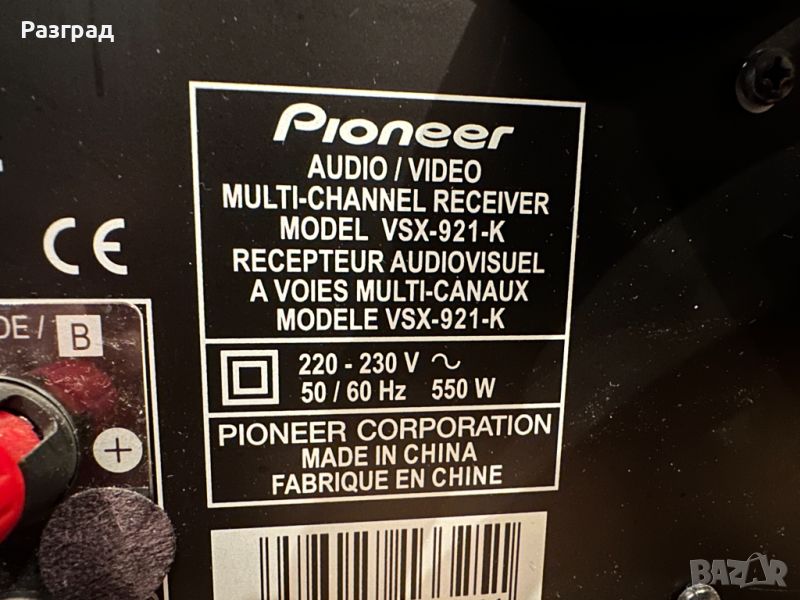 Разград
Pioneer
AUDIO / VIDEO
MULTI-CHANNEL RECEIVER
MODEL VSX-921-K
RECEPTEUR AUDIOVISUEL
A VOIES MULTI-CANAUX
MODELE VSX-921-K
CE
DE / B
220 - 230 V ~
50 / 60 Hz 550 W
+
PIONEER CORPORATION
MADE IN CHINA
FABRIQUE EN CHINE
BAZAR